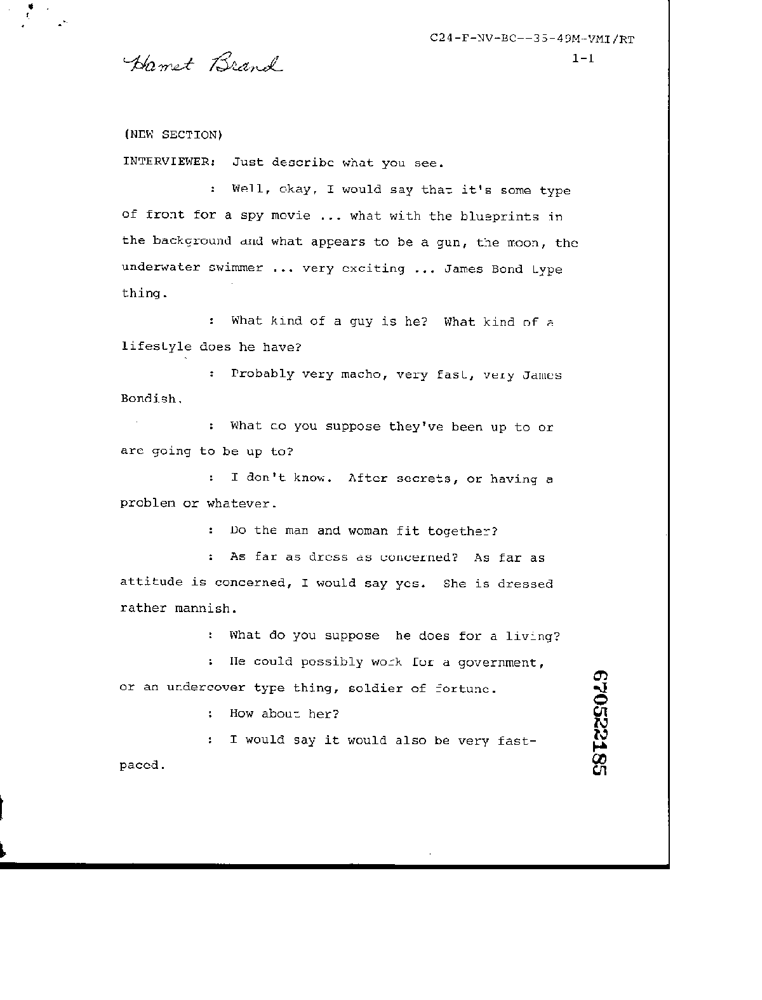 C24-F-NV-BC--35-49M-VMI/RT
1-1
Hamet Brand
(NEW SECTION)
INTERVIEWER: Just describe what you see.
: Well, okay, I would say that it's some type
of front for a spy movie ... what with the blueprints in
the background and what appears to be a gun, the moon, the
underwater swimmer ... very exciting ... James Bond type
thing.
: What kind of a guy is he? What kind of a
lifestyle does he have?
: Probably very macho, very fast, very James
Bondish.
: What do you suppose they've been up to or
are going to be up to?
: I don't know. After secrets, or having a
problem or whatever.
: Do the man and woman fit together?
: As far as dress as concerned? As far as
attitude is concerned, I would say yes. She is dressed
rather mannish.
: What do you suppose he does for a living?
: He could possibly work for a government,
or an undercover type thing, soldier of fortune.
: How about her?
: I would say it would also be very fast-
paced.
670522185